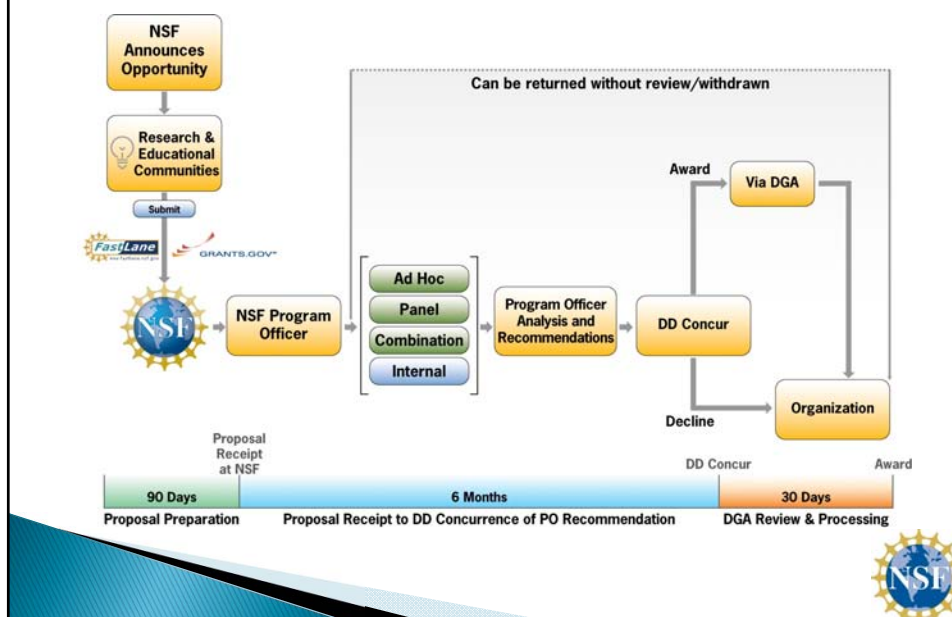 NSF
Announces
Opportunity
Research &
Educational
Communities
Submit
FastLane
GRANTS.GOV
NSF
NSF Program
Officer
Can be returned without review/withdrawn
Ad Hoc
Panel
Combination
Internal
Program Officer
Analysis and
Recommendations
DD Concur
Award
Via DGA
Decline
Organization
Proposal
Receipt
at NSF
DD Concur
Award
90 Days
6 Months
30 Days
Proposal Preparation
Proposal Receipt to DD Concurrence of PO Recommendation
DGA Review & Processing
NSF